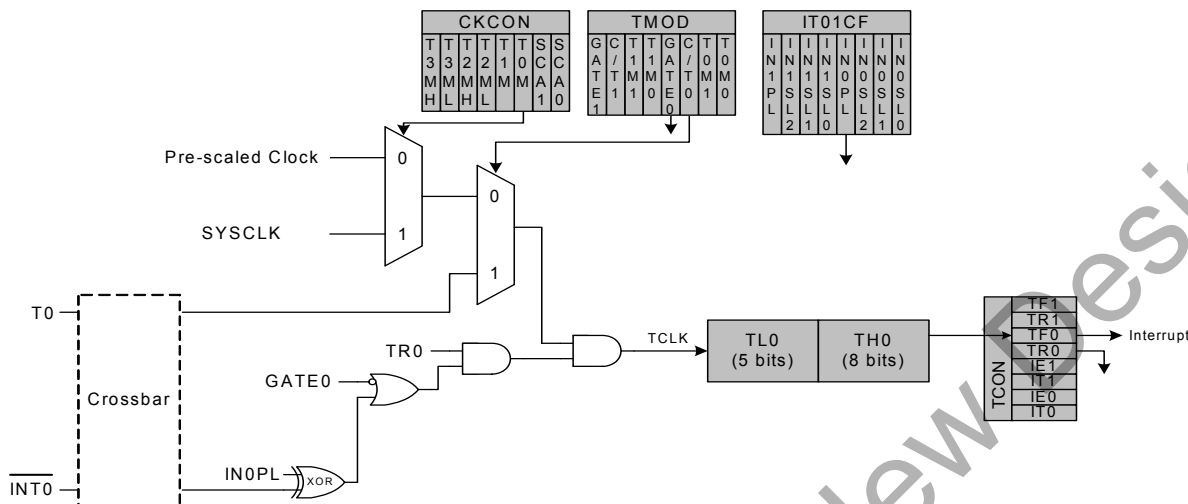 CKCON
T3MH
T3ML
T2MH
T2ML
T1M
T0M
SCA1
SCA0
TMOD
GATE1
C/T1
T1M1
T1M0
GATE0
C/T0
T0M1
T0M0
IT01CF
IN1PL
IN1SL2
IN1SL1
IN1SL0
IN0PL
IN0SL2
IN0SL1
IN0SL0
Pre-scaled Clock
0
SYSCLK
1
0
1
T0
Crossbar
TR0
GATE0
IN0PL
XOR
INT0
TCLK
TL0
(5 bits)
TH0
(8 bits)
TCON
TF1
TR1
TF0
TR0
IE1
IT1
IE0
IT0
Interrupt